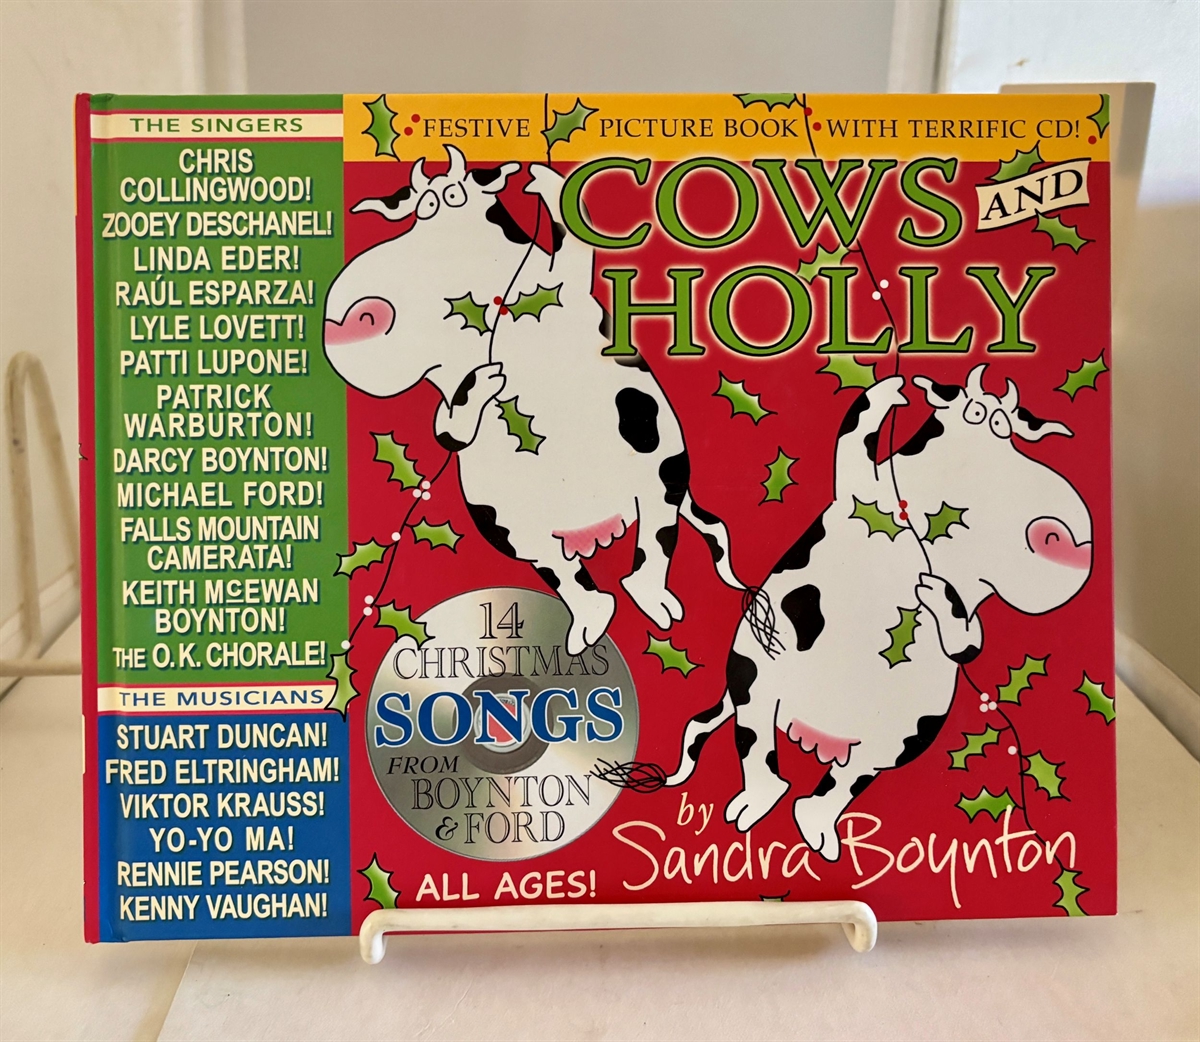 THE SINGERS
CHRIS
COLLINGWOOD!
ZOOEY DESCHANEL!
LINDA EDER!
RAÚL ESPARZA!
LYLE LOVETT!
PATTI LUPONE!
PATRICK
WARBURTON!
DARCY BOYNTON!
MICHAEL FORD!
FALLS MOUNTAIN
CAMERATA!
KEITH McEWAN
BOYNTON!
THE O.K. CHORALE!
THE MUSICIANS
STUART DUNCAN!
FRED ELTRINGHAM!
VIKTOR KRAUSS!
YO-YO MA!
RENNIE PEARSON!
KENNY VAUGHAN!
FESTIVE PICTURE BOOK WITH TERRIFIC CD!
COWS AND
HOLLY
14
CHRISTMAS
SONGS
FROM
BOYNTON
& FORD
ALL AGES!
by
Sandra Boynton